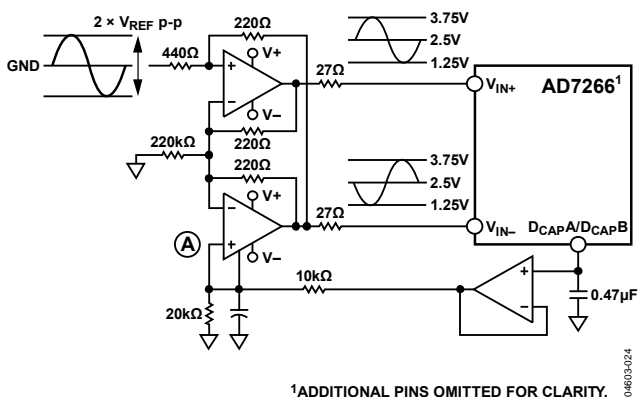 2 × VREF p-p
GND
440Ω
220Ω
V+
V–
27Ω
3.75V
2.5V
1.25V
VIN+
AD7266¹
220kΩ
220Ω
220Ω
V+
V–
27Ω
3.75V
2.5V
1.25V
VIN–
DCAPA/DCAPB
A
10kΩ
20kΩ
0.47µF
+
–
–
+
+
–
¹ADDITIONAL PINS OMITTED FOR CLARITY.
04603-024